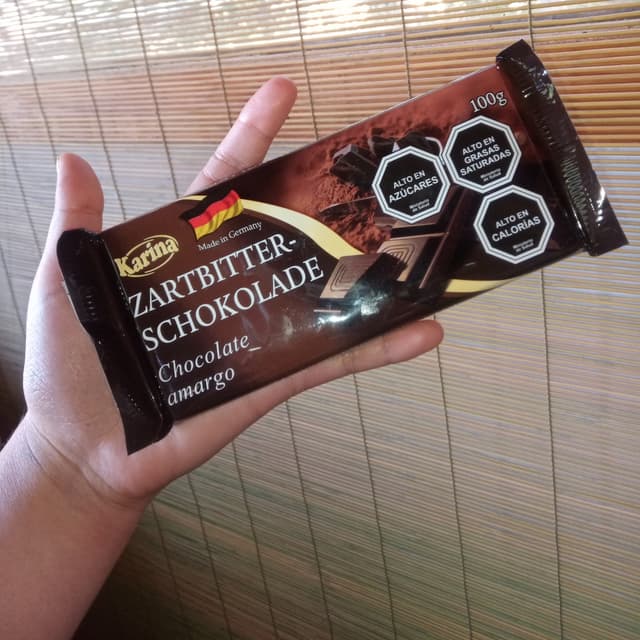 100g
ALTO EN
AZÚCARES
ALTO EN
GRASAS
SATURADAS
ALTO EN
CALORÍAS
Karina
Made in Germany
ZARTBITTER-
SCHOKOLADE
Chocolate
amargo